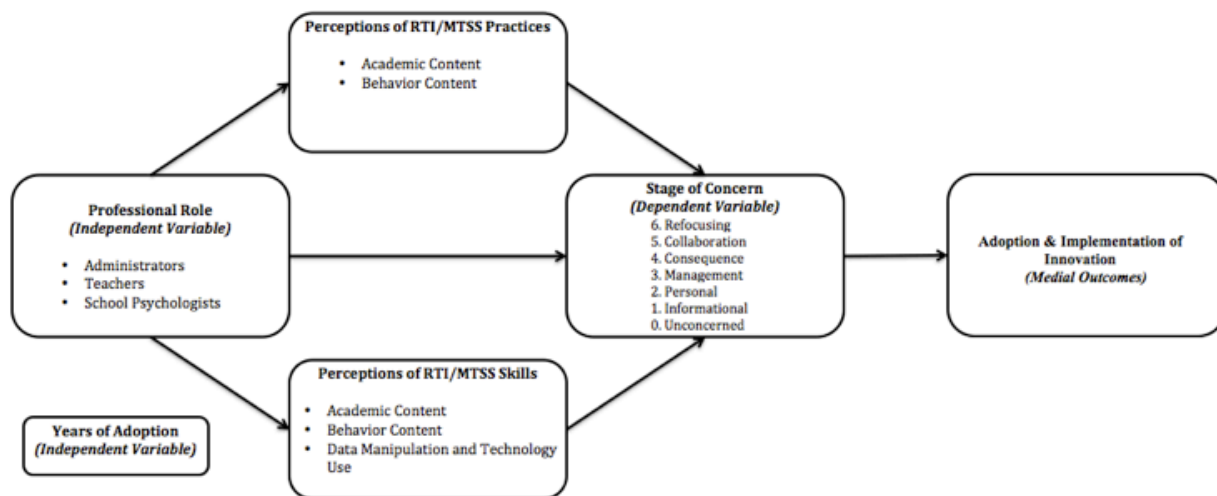 Perceptions of RTI/MTSS Practices
• Academic Content
• Behavior Content
Professional Role
(Independent Variable)
• Administrators
• Teachers
• School Psychologists
Stage of Concern
(Dependent Variable)
6. Refocusing
5. Collaboration
4. Consequence
3. Management
2. Personal
1. Informational
0. Unconcerned
Adoption & Implementation of
Innovation
(Medial Outcomes)
Perceptions of RTI/MTSS Skills
• Academic Content
• Behavior Content
• Data Manipulation and Technology
Use
Years of Adoption
(Independent Variable)